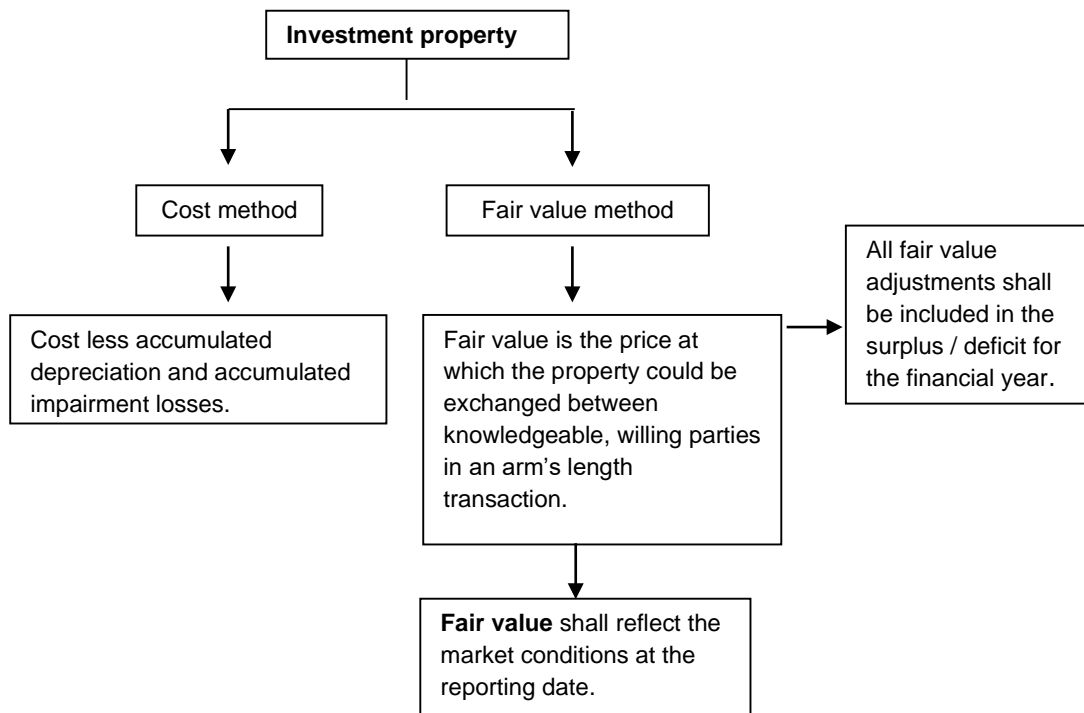 Investment property
Cost method
Fair value method
Cost less accumulated
depreciation and accumulated
impairment losses.
Fair value is the price at
which the property could be
exchanged between
knowledgeable, willing parties
in an arm’s length
transaction.
All fair value
adjustments shall
be included in the
surplus / deficit for
the financial year.
Fair value shall reflect the
market conditions at the
reporting date.